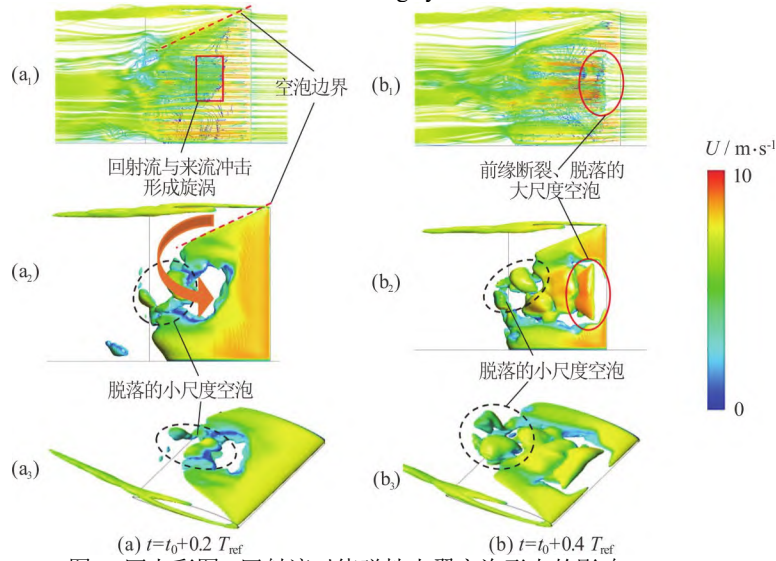 (a₁)
(b₁)
空泡边界
回射流与来流冲击
形成旋涡
前缘断裂、脱落的
大尺度空泡
U / m·s⁻¹
10
0
(a₂)
(b₂)
脱落的小尺度空泡
脱落的小尺度空泡
(a₃)
(b₃)
(a) t=t₀+0.2 T_ref
(b) t=t₀+0.4 T_ref